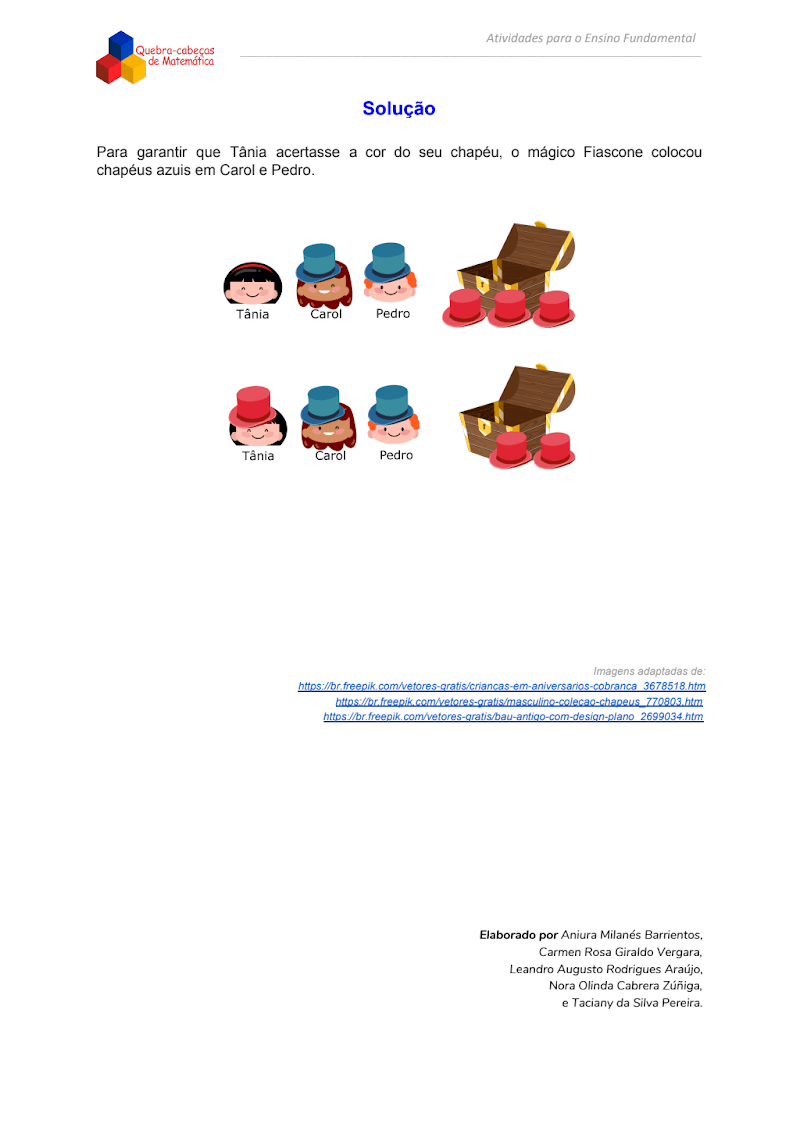 Quebra-cabeças
de Matemática
Atividades para o Ensino Fundamental
Solução
Para garantir que Tânia acertasse a cor do seu chapéu, o mágico Fiascone colocou
chapéus azuis em Carol e Pedro.
Tânia Carol Pedro
Tânia Carol Pedro
Imagens adaptadas de:
https://br.freepik.com/vetores-gratis/criancas-em-aniversarios-cobranca_3678518.htm
https://br.freepik.com/vetores-gratis/masculino-colecao-chapeus_770803.htm
https://br.freepik.com/vetores-gratis/bau-antigo-com-design-plano_2699034.htm
Elaborado por Aniura Milanés Barrientos,
Carmen Rosa Giraldo Vergara,
Leandro Augusto Rodrigues Araújo,
Nora Olinda Cabrera Zúñiga,
e Taciany da Silva Pereira.